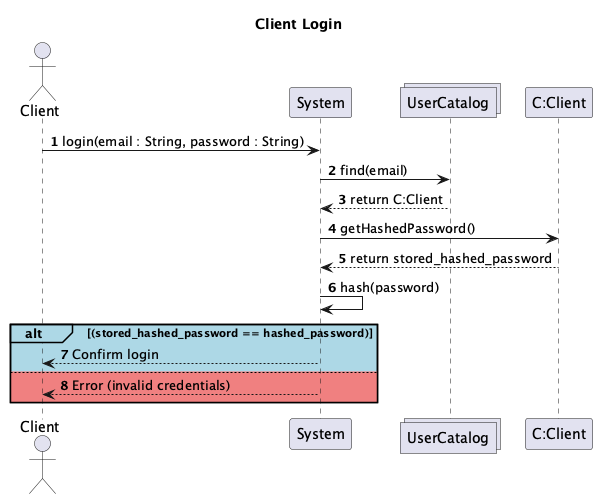 Client Login
Client
System
UserCatalog
C:Client
1 login(email : String, password : String)
2 find(email)
3 return C:Client
4 getHashedPassword()
5 return stored_hashed_password
6 hash(password)
alt [(stored_hashed_password == hashed_password)]
7 Confirm login
8 Error (invalid credentials)
Client
System
UserCatalog
C:Client